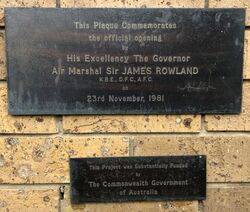 This Plaque Commemorates
the official opening
by
His Excellency The Governor
Air Marshal Sir JAMES ROWLAND
K.B.E., D.F.C., A.F.C.
on
23rd November, 1981
This Project was Substantially Funded
by
The Commonwealth Government
of Australia